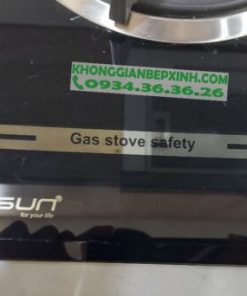 KHONGGIANBEPXINH.COM
0934.36.36.26
Gas stove safety
SUN®
for your life